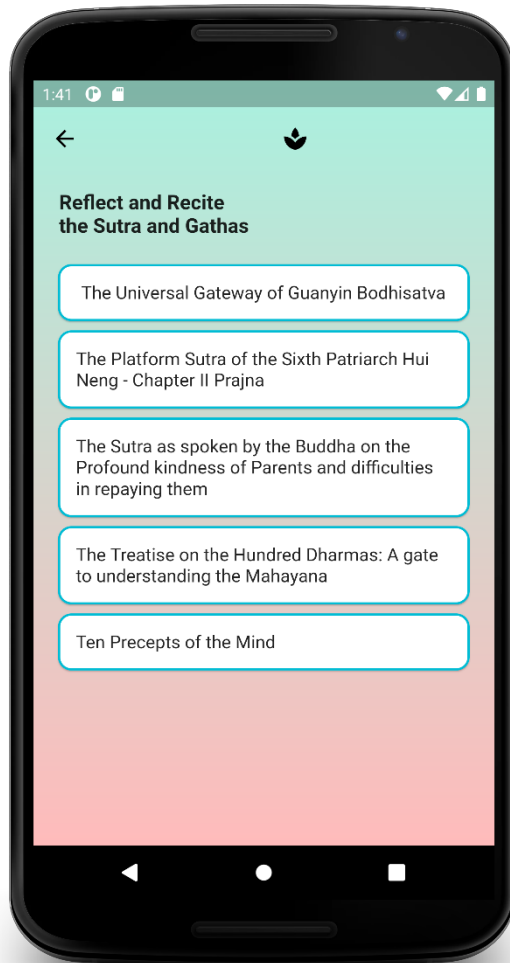 1:41
Reflect and Recite
the Sutra and Gathas
The Universal Gateway of Guanyin Bodhisatva
The Platform Sutra of the Sixth Patriarch Hui
Neng - Chapter II Prajna
The Sutra as spoken by the Buddha on the
Profound kindness of Parents and difficulties
in repaying them
The Treatise on the Hundred Dharmas: A gate
to understanding the Mahayana
Ten Precepts of the Mind